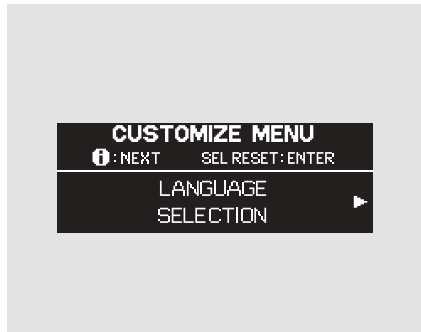 CUSTOMIZE MENU
i : NEXT SEL RESET : ENTER
LANGUAGE
SELECTION